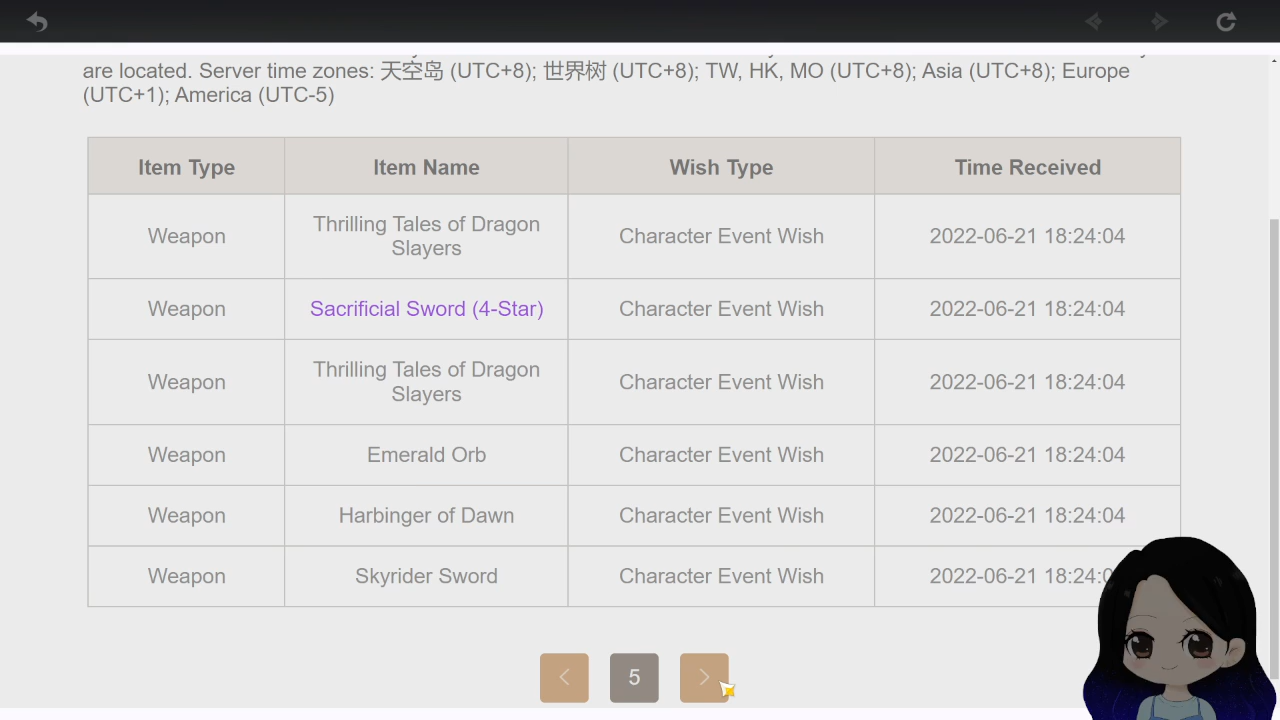 are located. Server time zones: 天空岛 (UTC+8); 世界树 (UTC+8); TW, HK, MO (UTC+8); Asia (UTC+8); Europe
(UTC+1); America (UTC-5)
Item Type Item Name Wish Type Time Received
Weapon Thrilling Tales of Dragon Slayers Character Event Wish 2022-06-21 18:24:04
Weapon Sacrificial Sword (4-Star) Character Event Wish 2022-06-21 18:24:04
Weapon Thrilling Tales of Dragon Slayers Character Event Wish 2022-06-21 18:24:04
Weapon Emerald Orb Character Event Wish 2022-06-21 18:24:04
Weapon Harbinger of Dawn Character Event Wish 2022-06-21 18:24:04
Weapon Skyrider Sword Character Event Wish 2022-06-21
5